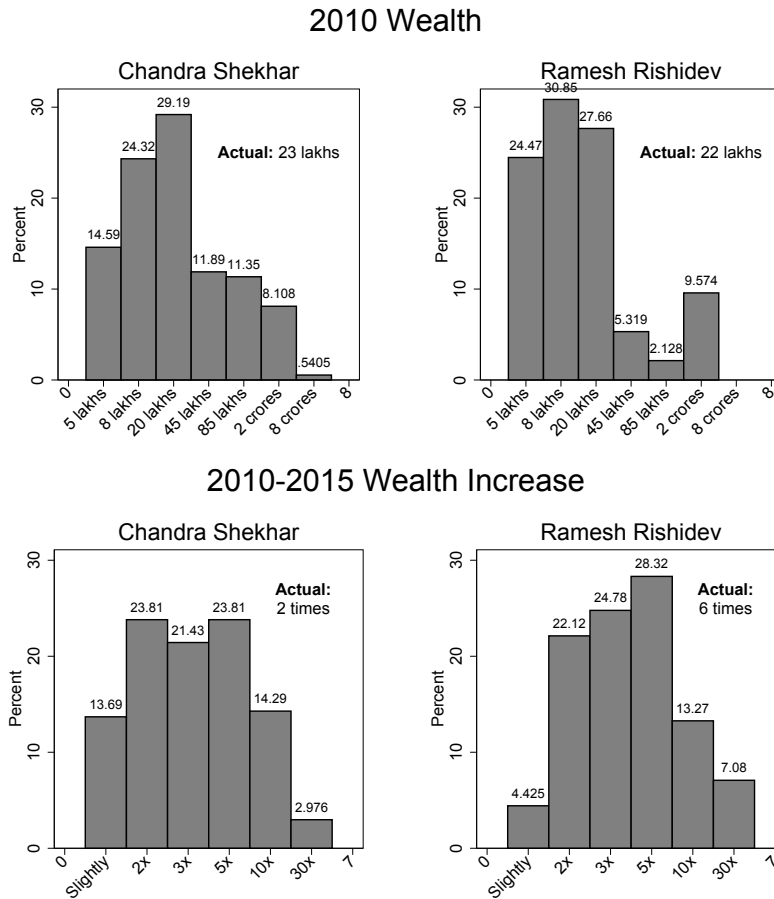 2010 Wealth
Chandra Shekhar
Percent
30
20
10
0
14.59
24.32
29.19
11.89
11.35
8.108
.5405
Actual: 23 lakhs
0
5 lakhs
8 lakhs
20 lakhs
45 lakhs
85 lakhs
2 crores
8 crores
8
Ramesh Rishidev
Percent
30
20
10
0
24.47
30.85
27.66
5.319
2.128
9.574
Actual: 22 lakhs
0
5 lakhs
8 lakhs
20 lakhs
45 lakhs
85 lakhs
2 crores
8 crores
8
2010-2015 Wealth Increase
Chandra Shekhar
Percent
30
20
10
0
13.69
23.81
21.43
23.81
14.29
2.976
Actual:
2 times
0
Slightly
2x
3x
5x
10x
30x
7
Ramesh Rishidev
Percent
30
20
10
0
4.425
22.12
24.78
28.32
13.27
7.08
Actual:
6 times
0
Slightly
2x
3x
5x
10x
30x
7